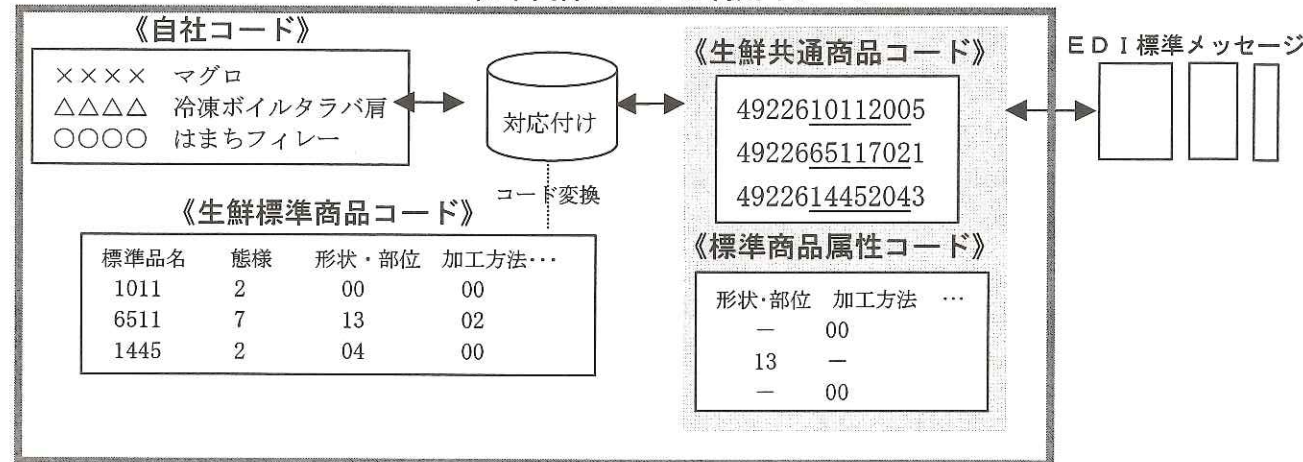 《自社コード》
×××× マグロ
△△△△ 冷凍ボイルタラバ肩
○○○○ はまちフィレー
対応付け
コード変換
《生鮮共通商品コード》
4922610112005
4922665117021
4922614452043
EDI標準メッセージ
《生鮮標準商品コード》
標準品名 態様 形状・部位 加工方法…
1011 2 00 00
6511 7 13 02
1445 2 04 00
《標準商品属性コード》
形状・部位 加工方法 …
― 00
13 ―
― 00